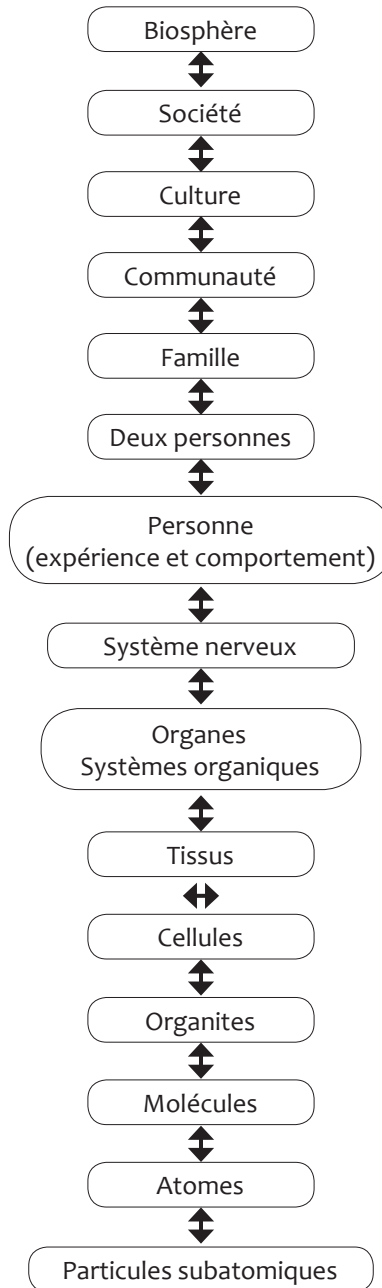 Biosphère
Société
Culture
Communauté
Famille
Deux personnes
Personne
(expérience et comportement)
Système nerveux
Organes
Systèmes organiques
Tissus
Cellules
Organites
Molécules
Atomes
Particules subatomiques